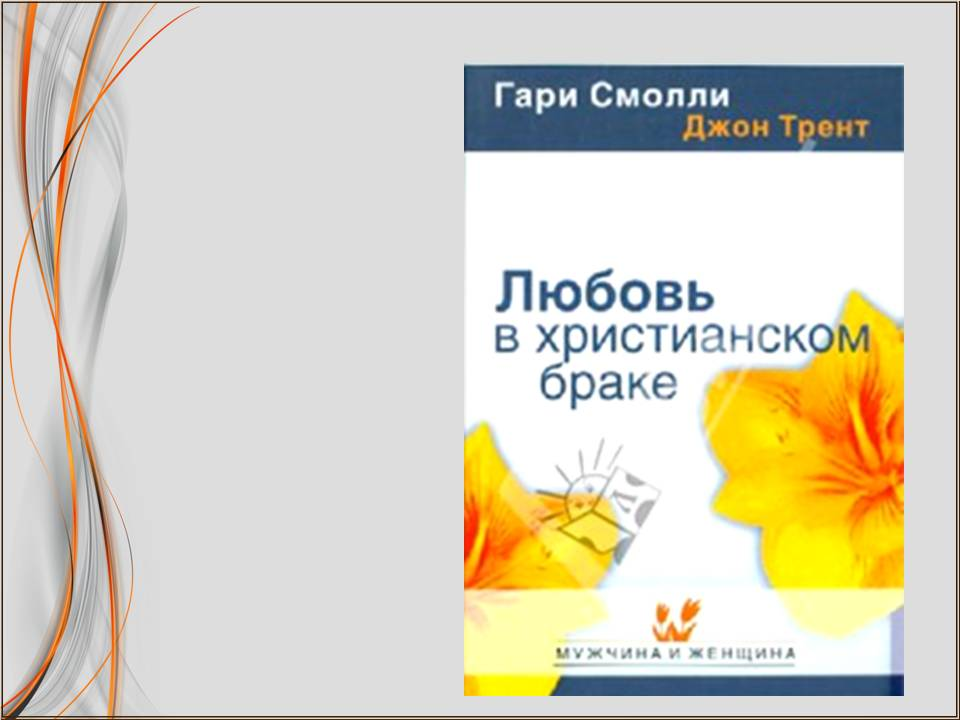 Гари Смолли
Джон Трент
Любовь
в христианском
браке
МУЖЧИНА И ЖЕНЩИНА